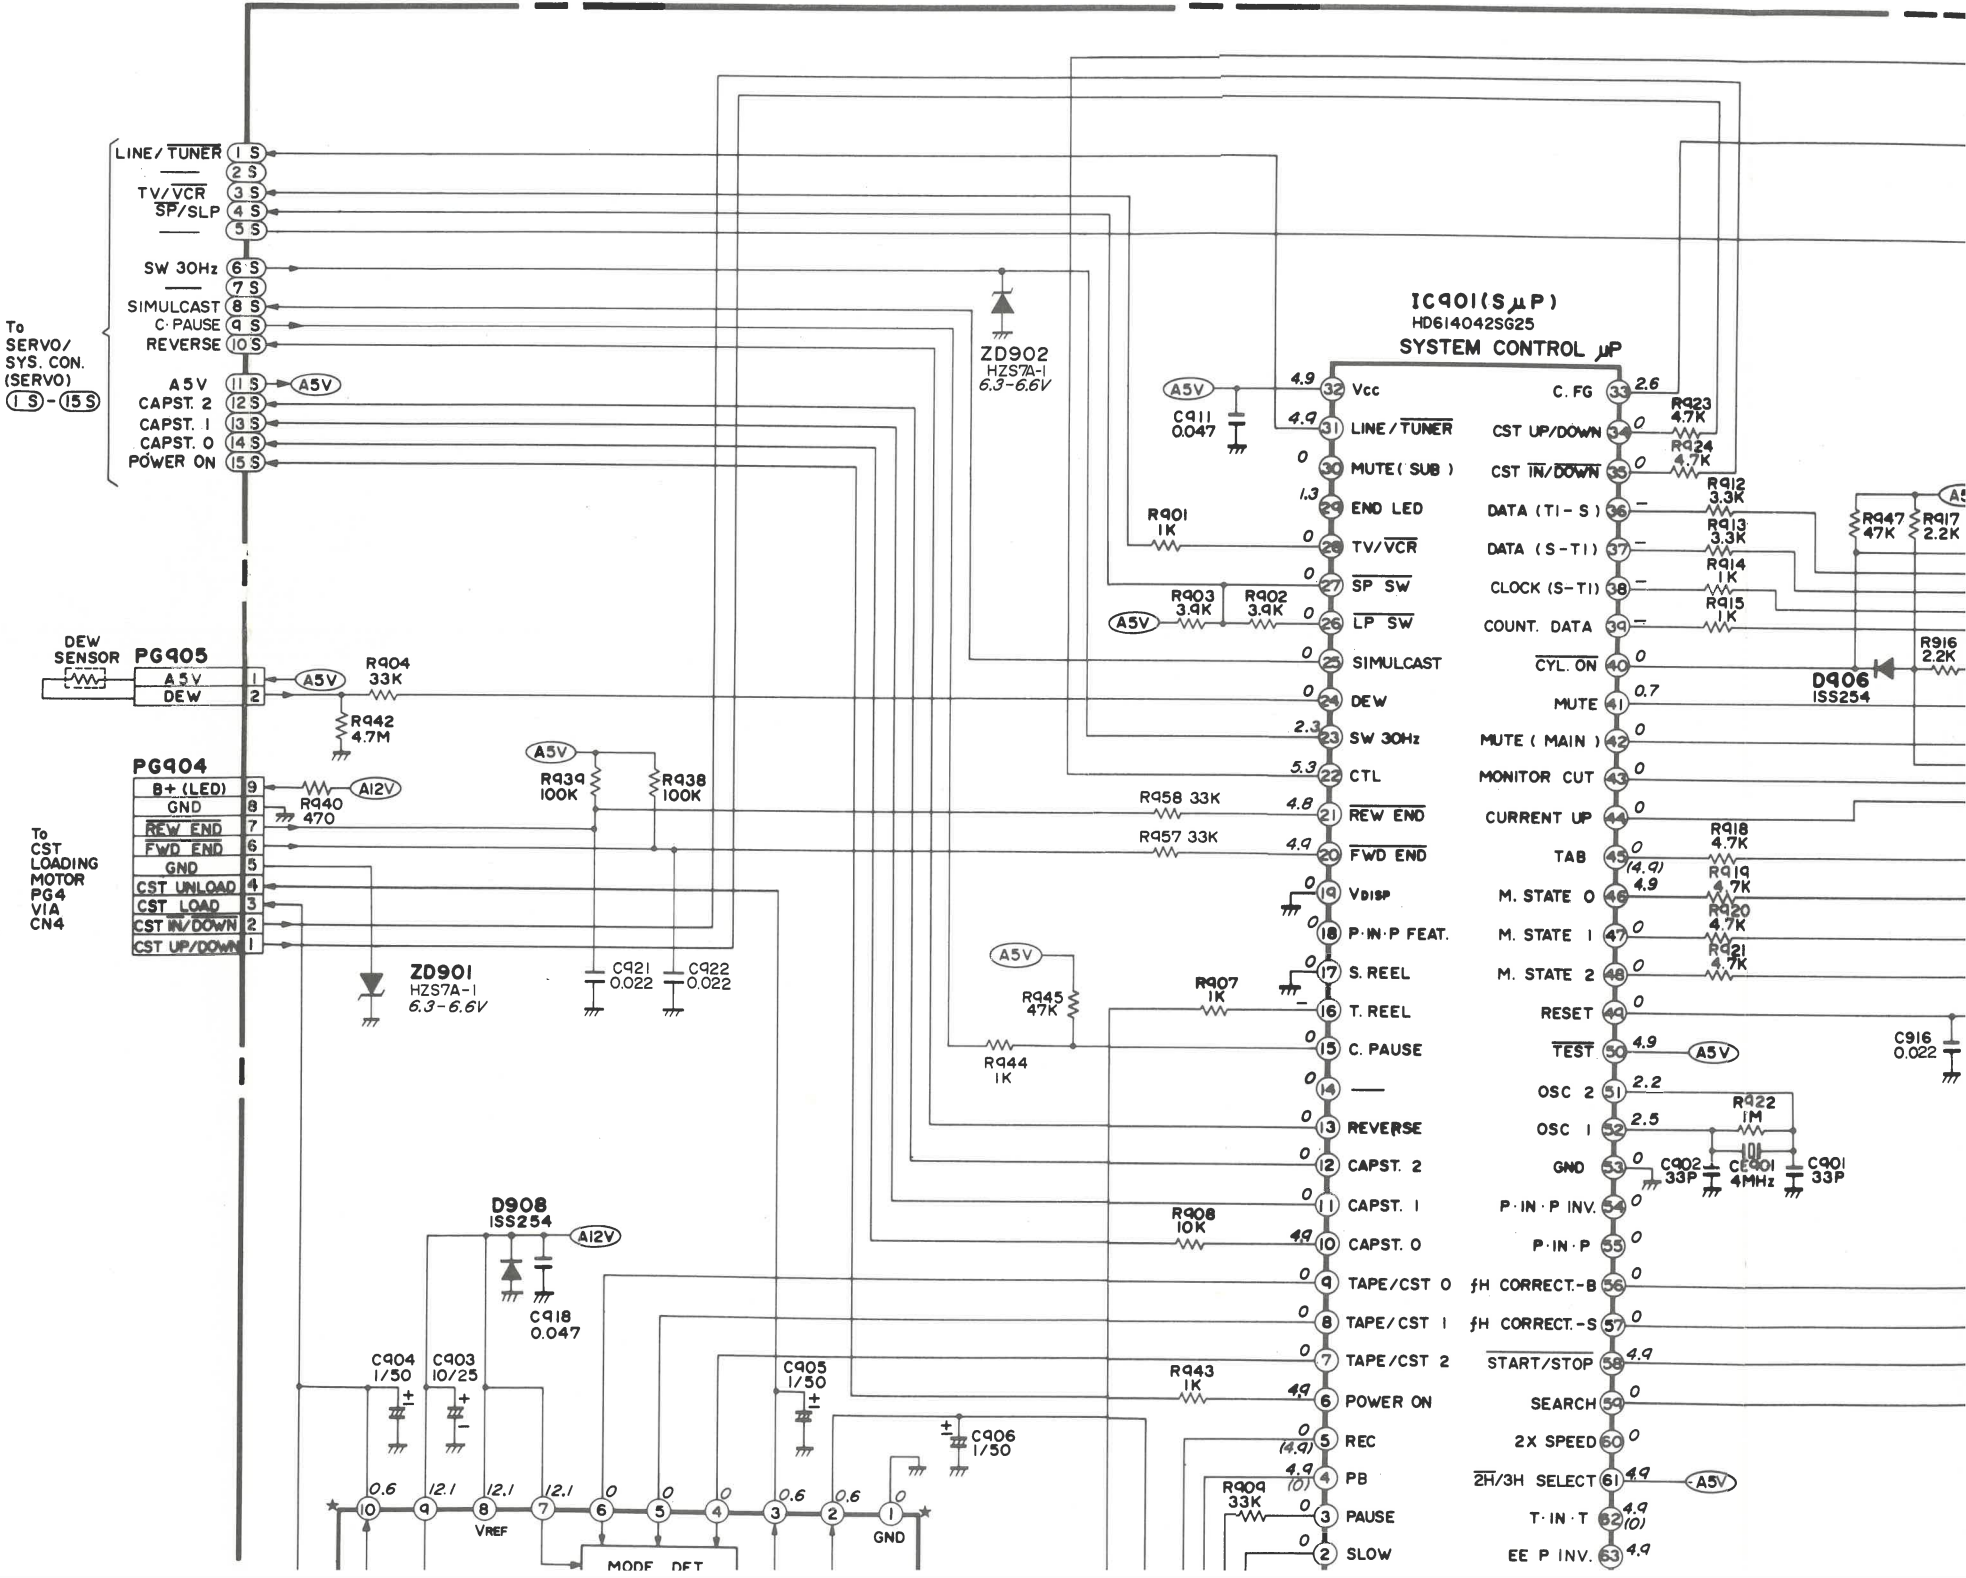 To
SERVO/
SYS. CON.
(SERVO)
1 S - 15 S
LINE/TUNER 1 S
2 S
TV/VCR 3 S
SP/SLP 4 S
5 S
SW 30Hz 6 S
7 S
SIMULCAST 8 S
C·PAUSE 9 S
REVERSE 10 S
A5V 11 S A5V
CAPST. 2 12 S
CAPST. 1 13 S
CAPST. 0 14 S
POWER ON 15 S
ZD902
HZS7A-1
6.3-6.6V
DEW
SENSOR
PG905
A5V 1 A5V
DEW 2
R904
33K
R942
4.7M
PG904
B+ (LED) 9 A12V
R940
470
GND 8
REW END 7
FWD END 6
GND 5
CST UNLOAD 4
CST LOAD 3
CST IN/DOWN 2
CST UP/DOWN 1
To
CST
LOADING
MOTOR
PG4
VIA
CN4
ZD901
HZS7A-1
6.3-6.6V
A5V
R939
100K
R938
100K
C921
0.022
C922
0.022
D908
ISS254
A12V
C918
0.047
C904
1/50
C903
10/25
C905
1/50
C906
1/50
10 0.6
9 12.1
8 12.1
7 12.1
6 0
5 0
4 0
3 0.6
2 0.6
1 0
VREF
GND
MODE DET
IC901(SμP)
HD614042SG25
SYSTEM CONTROL μP
A5V
C911
0.047
4.9 32 Vcc
4.9 31 LINE/TUNER
0 30 MUTE(SUB)
1.3 29 END LED
R901
1K
0 28 TV/VCR
0 27 SP SW
A5V
R903
3.9K
R902
3.9K
0 26 LP SW
0 25 SIMULCAST
0 24 DEW
2.3 23 SW 30Hz
5.3 22 CTL
R958 33K
4.8 21 REW END
R957 33K
4.9 20 FWD END
0 19 VDISP
0 18 P·IN·P FEAT.
0 17 S. REEL
R907
1K
- 16 T. REEL
A5V
R945
47K
R944
1K
0 15 C. PAUSE
0 14
0 13 REVERSE
0 12 CAPST. 2
0 11 CAPST. 1
R908
10K
4.9 10 CAPST. 0
0 9 TAPE/CST 0
0 8 TAPE/CST 1
0 7 TAPE/CST 2
R943
1K
4.9 6 POWER ON
0
(4.9) 5 REC
4.9
(0) 4 PB
R909
33K
0 3 PAUSE
0 2 SLOW
C. FG 33 2.6
R923
4.7K
CST UP/DOWN 34 0
R924
4.7K
CST IN/DOWN 35 0
R912
3.3K
DATA (TI-S) 36 -
R913
3.3K
DATA (S-TI) 37 -
R914
1K
CLOCK (S-TI) 38 -
R915
1K
COUNT. DATA 39 -
CYL. ON 40 0
MUTE 41 0.7
MUTE (MAIN) 42 0
MONITOR CUT 43 0
CURRENT UP 44 0
R918
4.7K
TAB 45 0
(4.9)
R919
4.7K
M. STATE 0 46 4.9
R920
4.7K
M. STATE 1 47 0
R921
4.7K
M. STATE 2 48 0
RESET 49 0
TEST 50 4.9 A5V
OSC 2 51 2.2
OSC 1 52 2.5
GND 53 0
R922
1M
C902
33P
CE901
4MHz
C901
33P
P·IN·P INV. 54 0
P·IN·P 55 0
fH CORRECT.-B 56 0
fH CORRECT.-S 57 0
START/STOP 58 4.9
SEARCH 59 0
2X SPEED 60 0
2H/3H SELECT 61 4.9 A5V
T·IN·T 62 4.9
(0)
EE P INV. 63 4.9
A5
R947
47K
R917
2.2K
R916
2.2K
D906
ISS254
C916
0.022